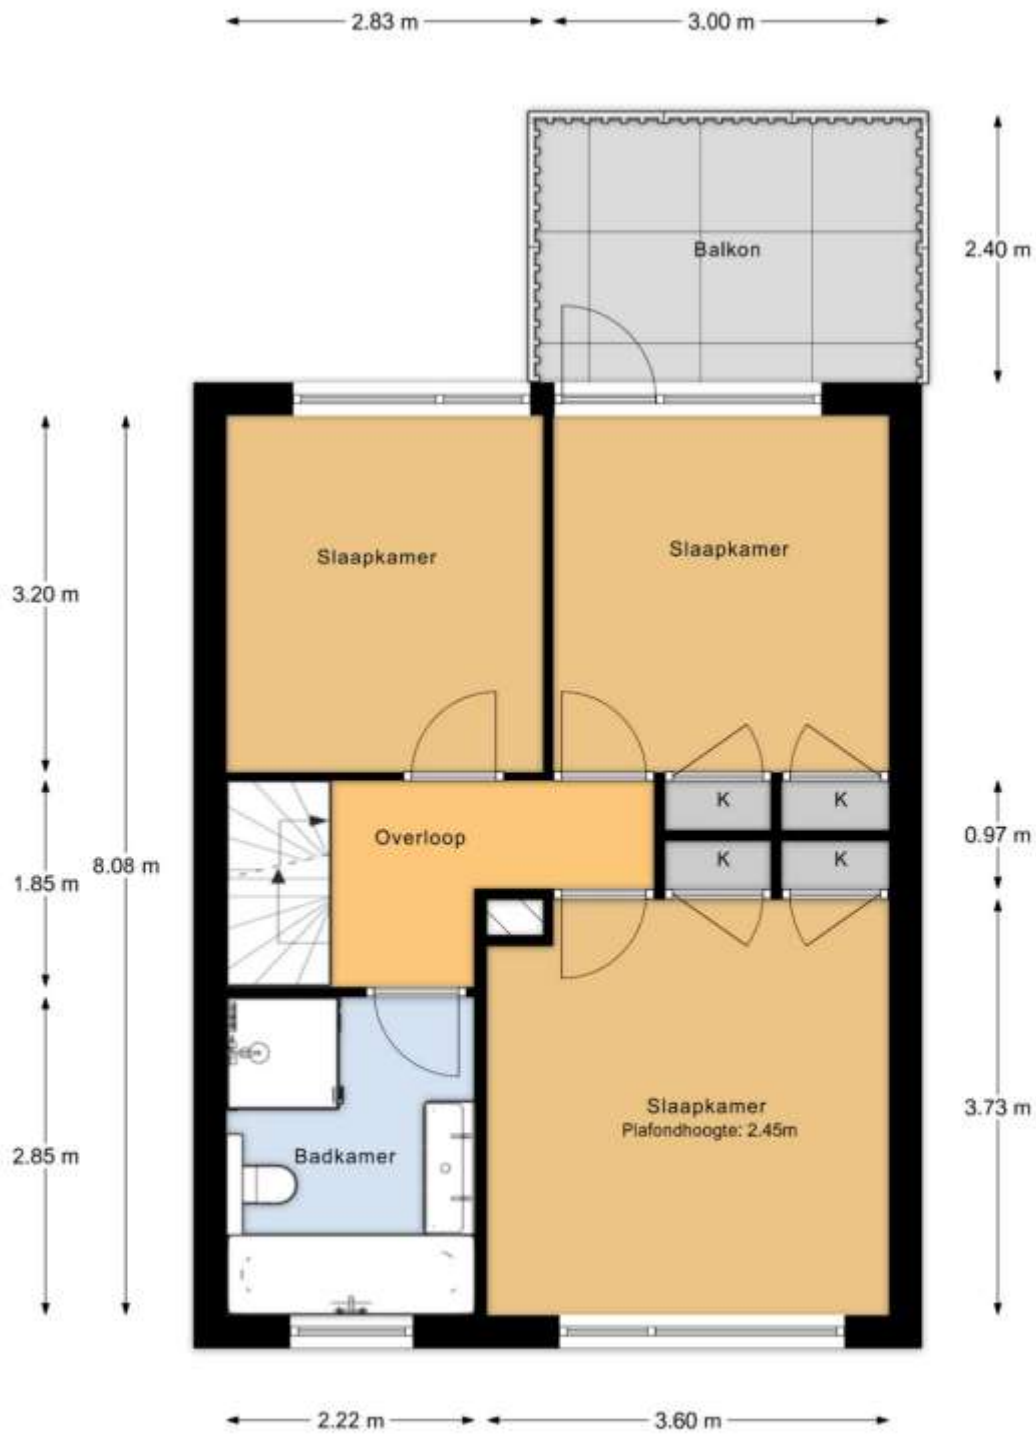 2.83 m
3.00 m
Balkon
2.40 m
Slaapkamer
Slaapkamer
3.20 m
K
K
Overloop
0.97 m
K
K
8.08 m
1.85 m
Slaapkamer
Plafondhoogte: 2.45m
3.73 m
Badkamer
2.85 m
2.22 m
3.60 m